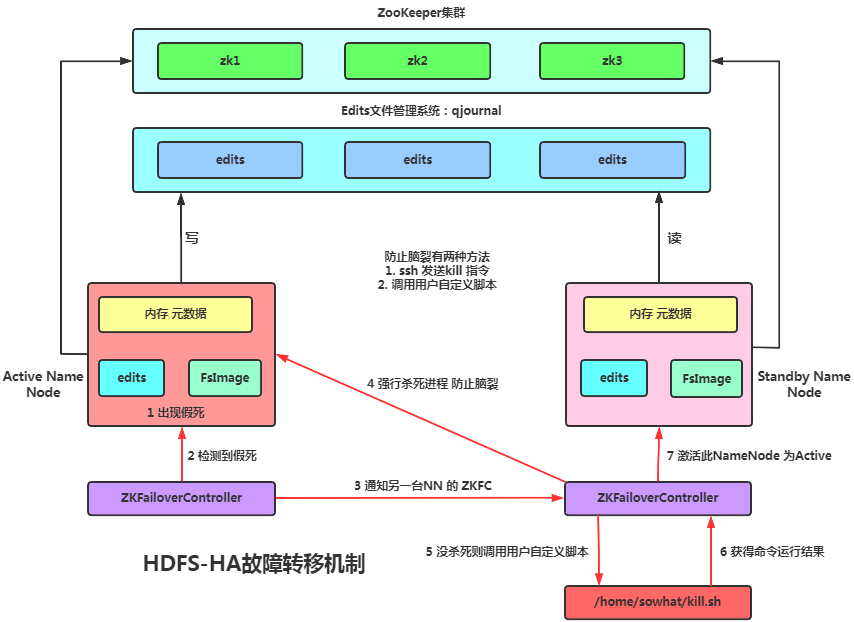 ZooKeeper集群
zk1
zk2
zk3
Edits文件管理系统：qjournal
edits
edits
edits
写
读
防止脑裂有两种方法
1. ssh 发送kill 指令
2. 调用用户自定义脚本
内存 元数据
内存 元数据
Active Name
Node
edits
FsImage
1 出现假死
edits
FsImage
Standby Name
Node
4 强行杀死进程 防止脑裂
2 检测到假死
7 激活此NameNode 为Active
ZKFailoverController
3 通知另一台NN 的 ZKFC
ZKFailoverController
HDFS-HA故障转移机制
5 没杀死则调用用户自定义脚本
6 获得命令运行结果
/home/sowhat/kill.sh